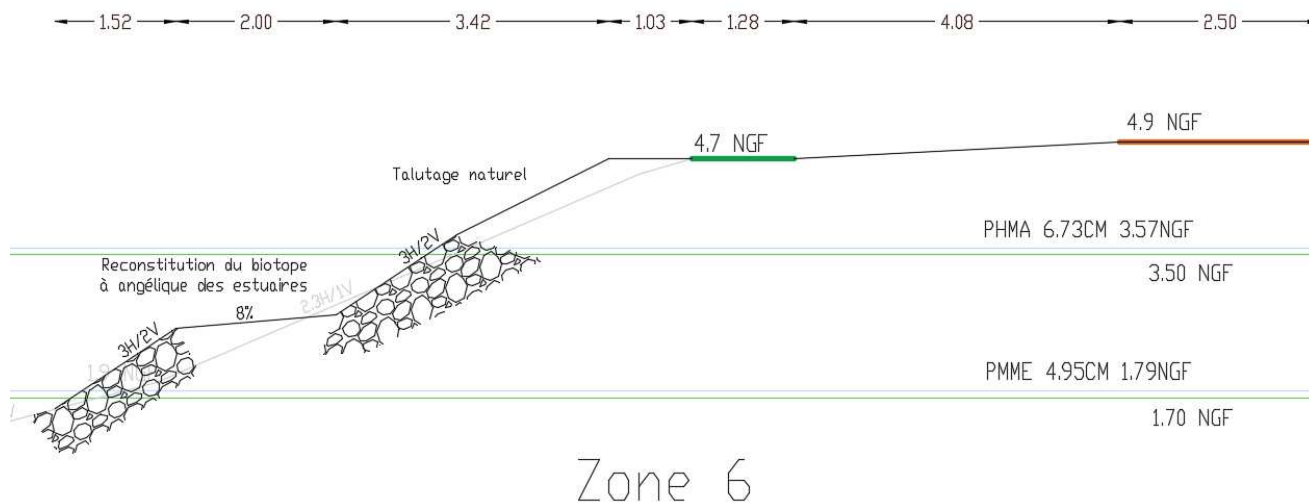 1.52 2.00 3.42 1.03 1.28 4.08 2.50
4.9 NGF
4.7 NGF
Talutage naturel
PHMA 6.73CM 3.57NGF
3H/2V
Reconstitution du biotope
à angélique des estuaires
3.50 NGF
2.3H/1V
8%
3H/2V
PMME 4.95CM 1.79NGF
1.70 NGF
Zone 6